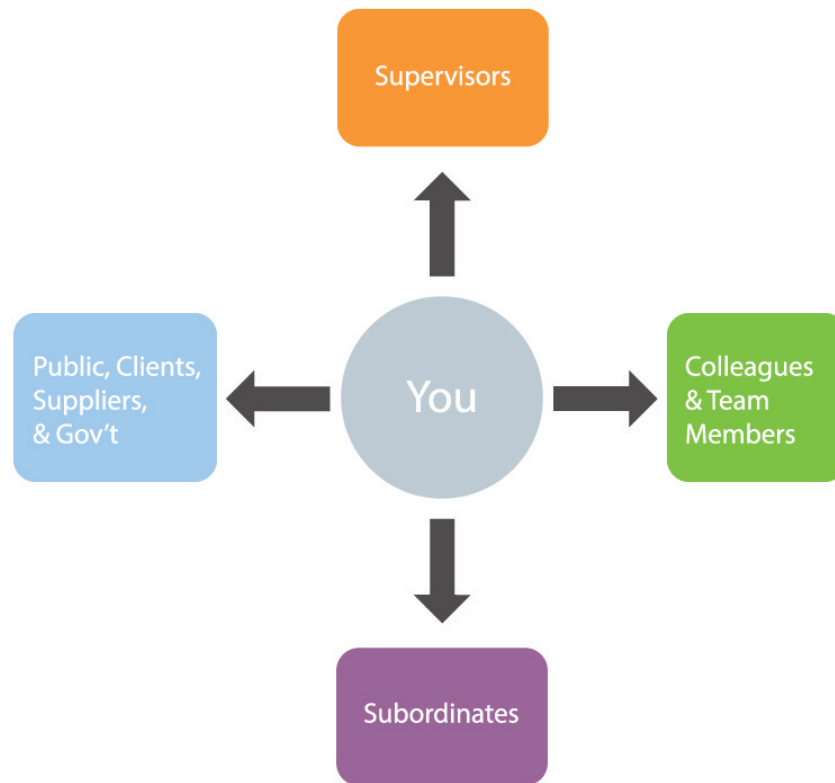 Supervisors
Public, Clients,
Suppliers,
& Gov't
You
Colleagues
& Team
Members
Subordinates